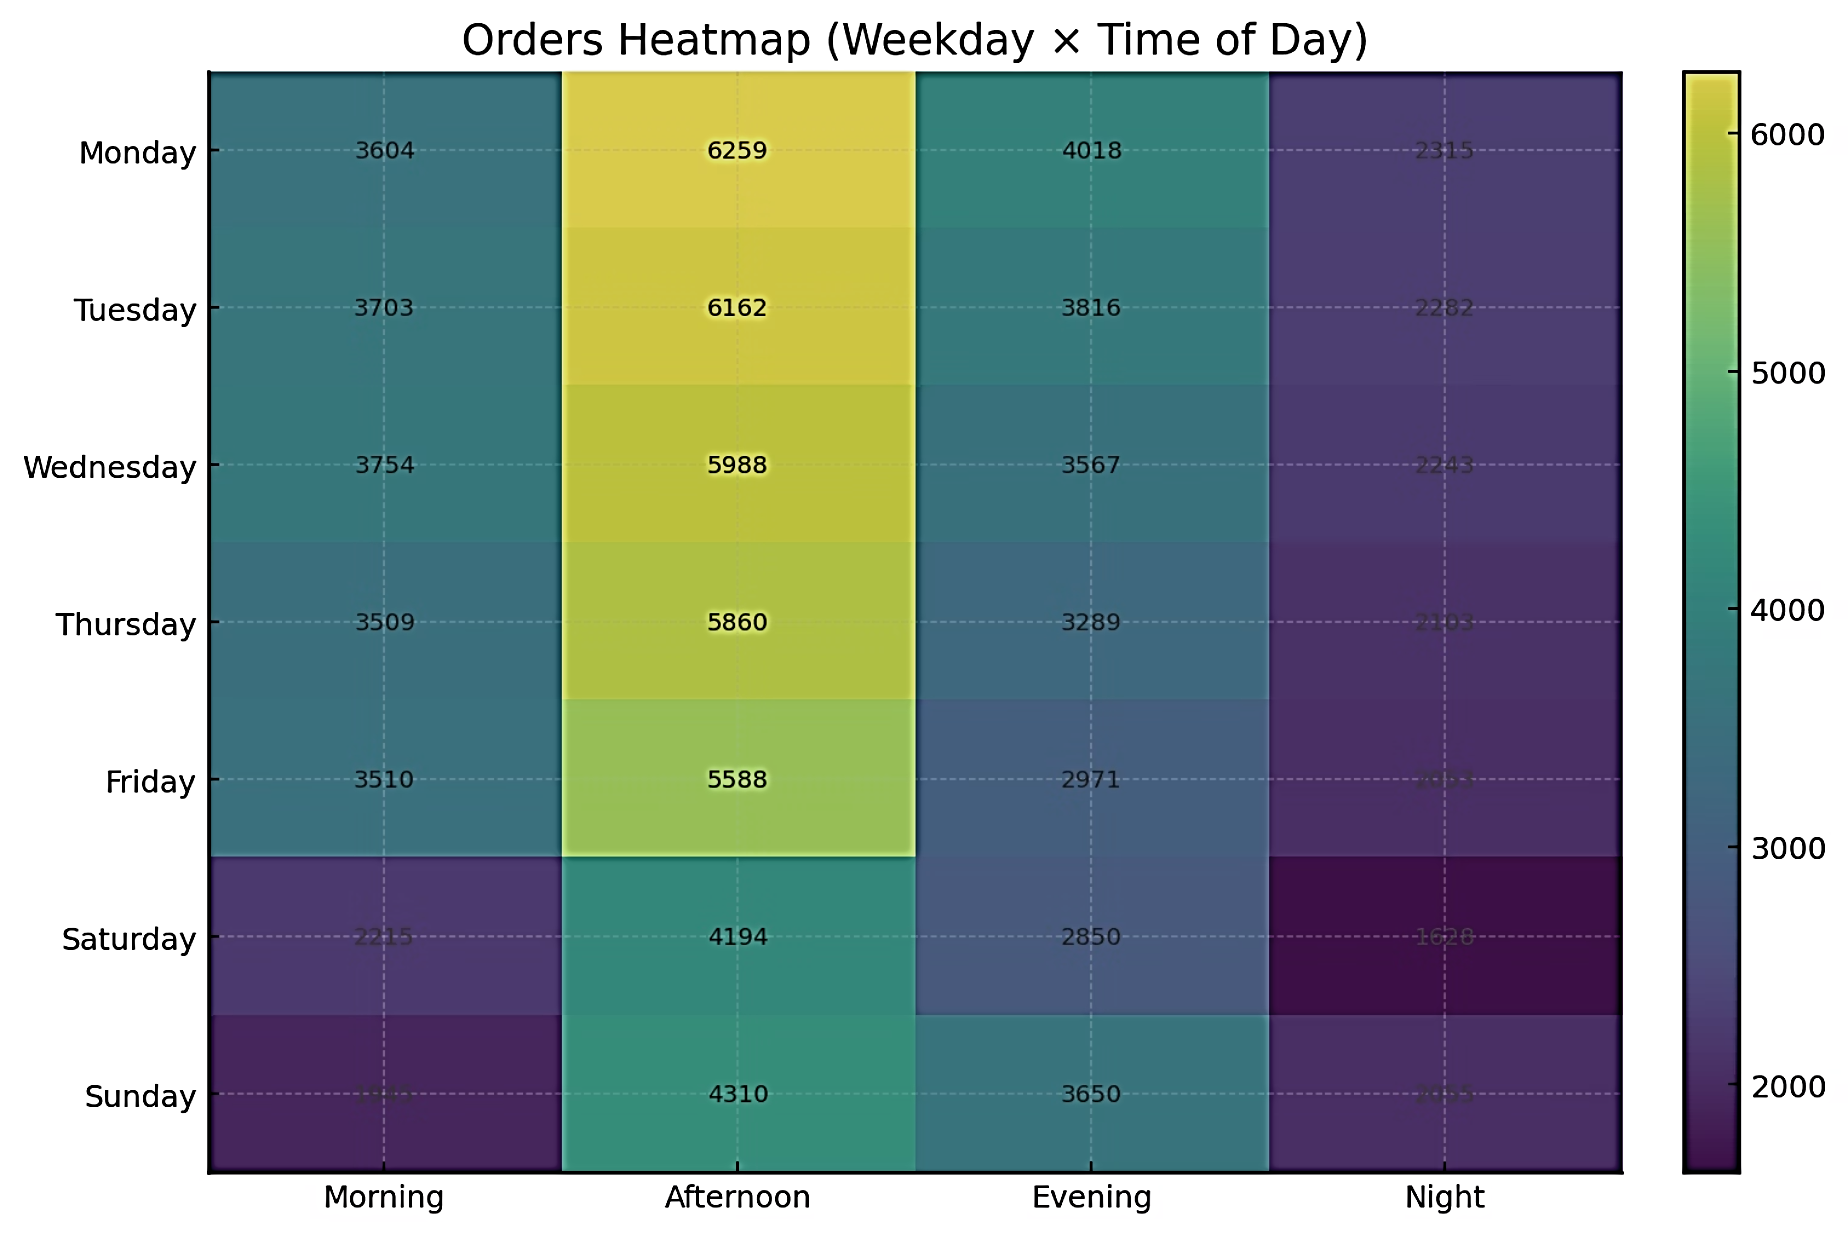 Orders Heatmap (Weekday × Time of Day)
Monday 3604 6259 4018 2315
Tuesday 3703 6162 3816 2282
Wednesday 3754 5988 3567 2243
Thursday 3509 5860 3289 2103
Friday 3510 5588 2971
Saturday 2215 4194 2850 1628
Sunday 4310 3650
Morning Afternoon Evening Night
6000
5000
4000
3000
2000